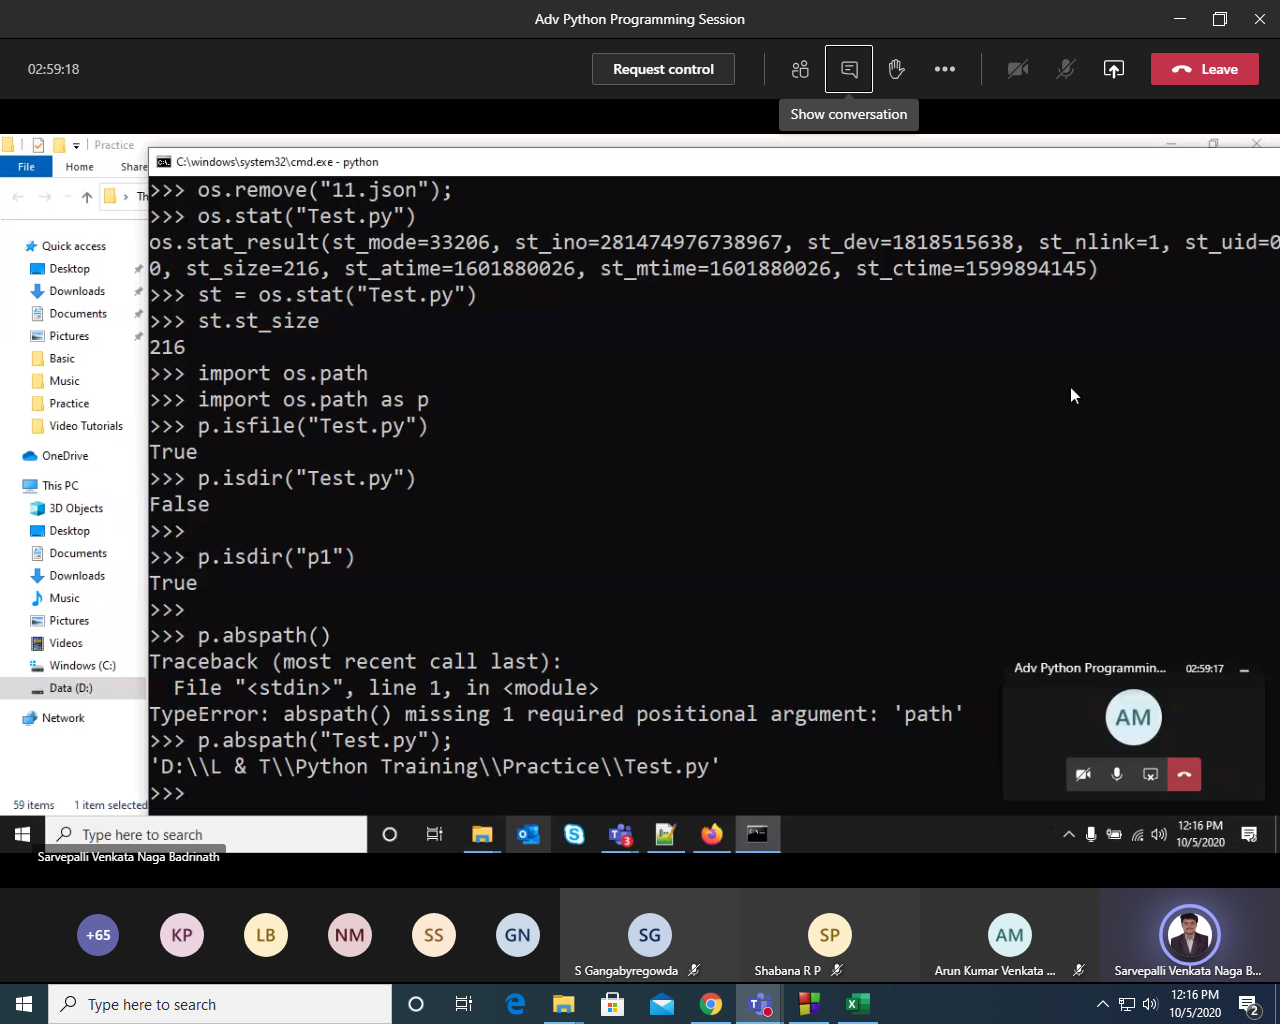 Adv Python Programming Session
02:59:18
Request control
Leave
Show conversation
Practice
C:\windows\system32\cmd.exe - python
File Home Share
Th
Quick access
Desktop
Downloads
Documents
Pictures
Basic
Music
Practice
Video Tutorials
OneDrive
This PC
3D Objects
Desktop
Documents
Downloads
Music
Pictures
Videos
Windows (C:)
Data (D:)
Network
59 items 1 item selected
>>> os.remove("11.json");
>>> os.stat("Test.py")
os.stat_result(st_mode=33206, st_ino=281474976738967, st_dev=1818515638, st_nlink=1, st_uid=0
0, st_size=216, st_atime=1601880026, st_mtime=1601880026, st_ctime=1599894145)
>>> st = os.stat("Test.py")
>>> st.st_size
216
>>> import os.path
>>> import os.path as p
>>> p.isfile("Test.py")
True
>>> p.isdir("Test.py")
False
>>>
>>> p.isdir("p1")
True
>>>
>>> p.abspath()
Traceback (most recent call last):
  File "<stdin>", line 1, in <module>
TypeError: abspath() missing 1 required positional argument: 'path'
>>> p.abspath("Test.py");
'D:\\L & T\\Python Training\\Practice\\Test.py'
>>>
Adv Python Programmin... 02:59:17
AM
Type here to search
3
12:16 PM
10/5/2020
Sarvepalli Venkata Naga Badrinath
+65
KP
LB
NM
SS
GN
SG
S Gangabyregowda
SP
Shabana R P
AM
Arun Kumar Venkata ...
Sarvepalli Venkata Naga B...
Type here to search
12:16 PM
10/5/2020
2